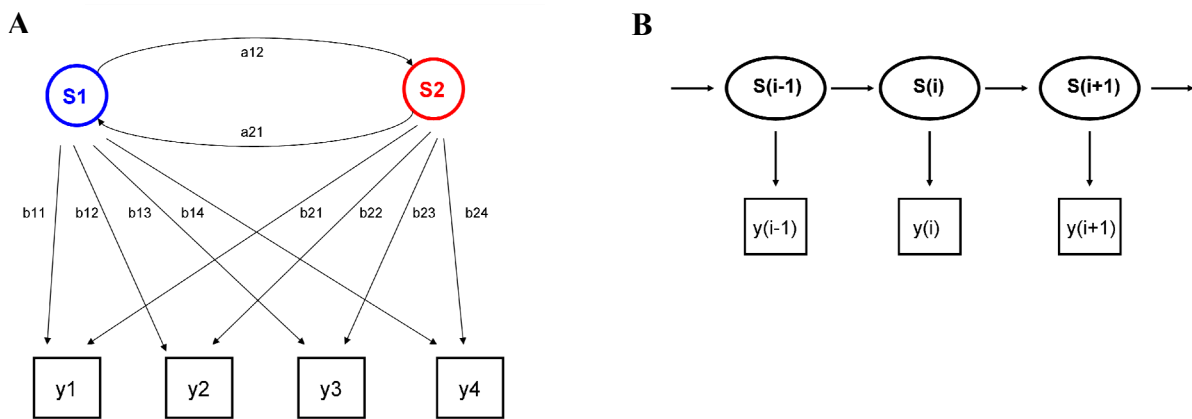 A
B
a12
S1
S2
a21
b11
b12
b13
b14
b21
b22
b23
b24
y1
y2
y3
y4
S(i-1)
S(i)
S(i+1)
y(i-1)
y(i)
y(i+1)